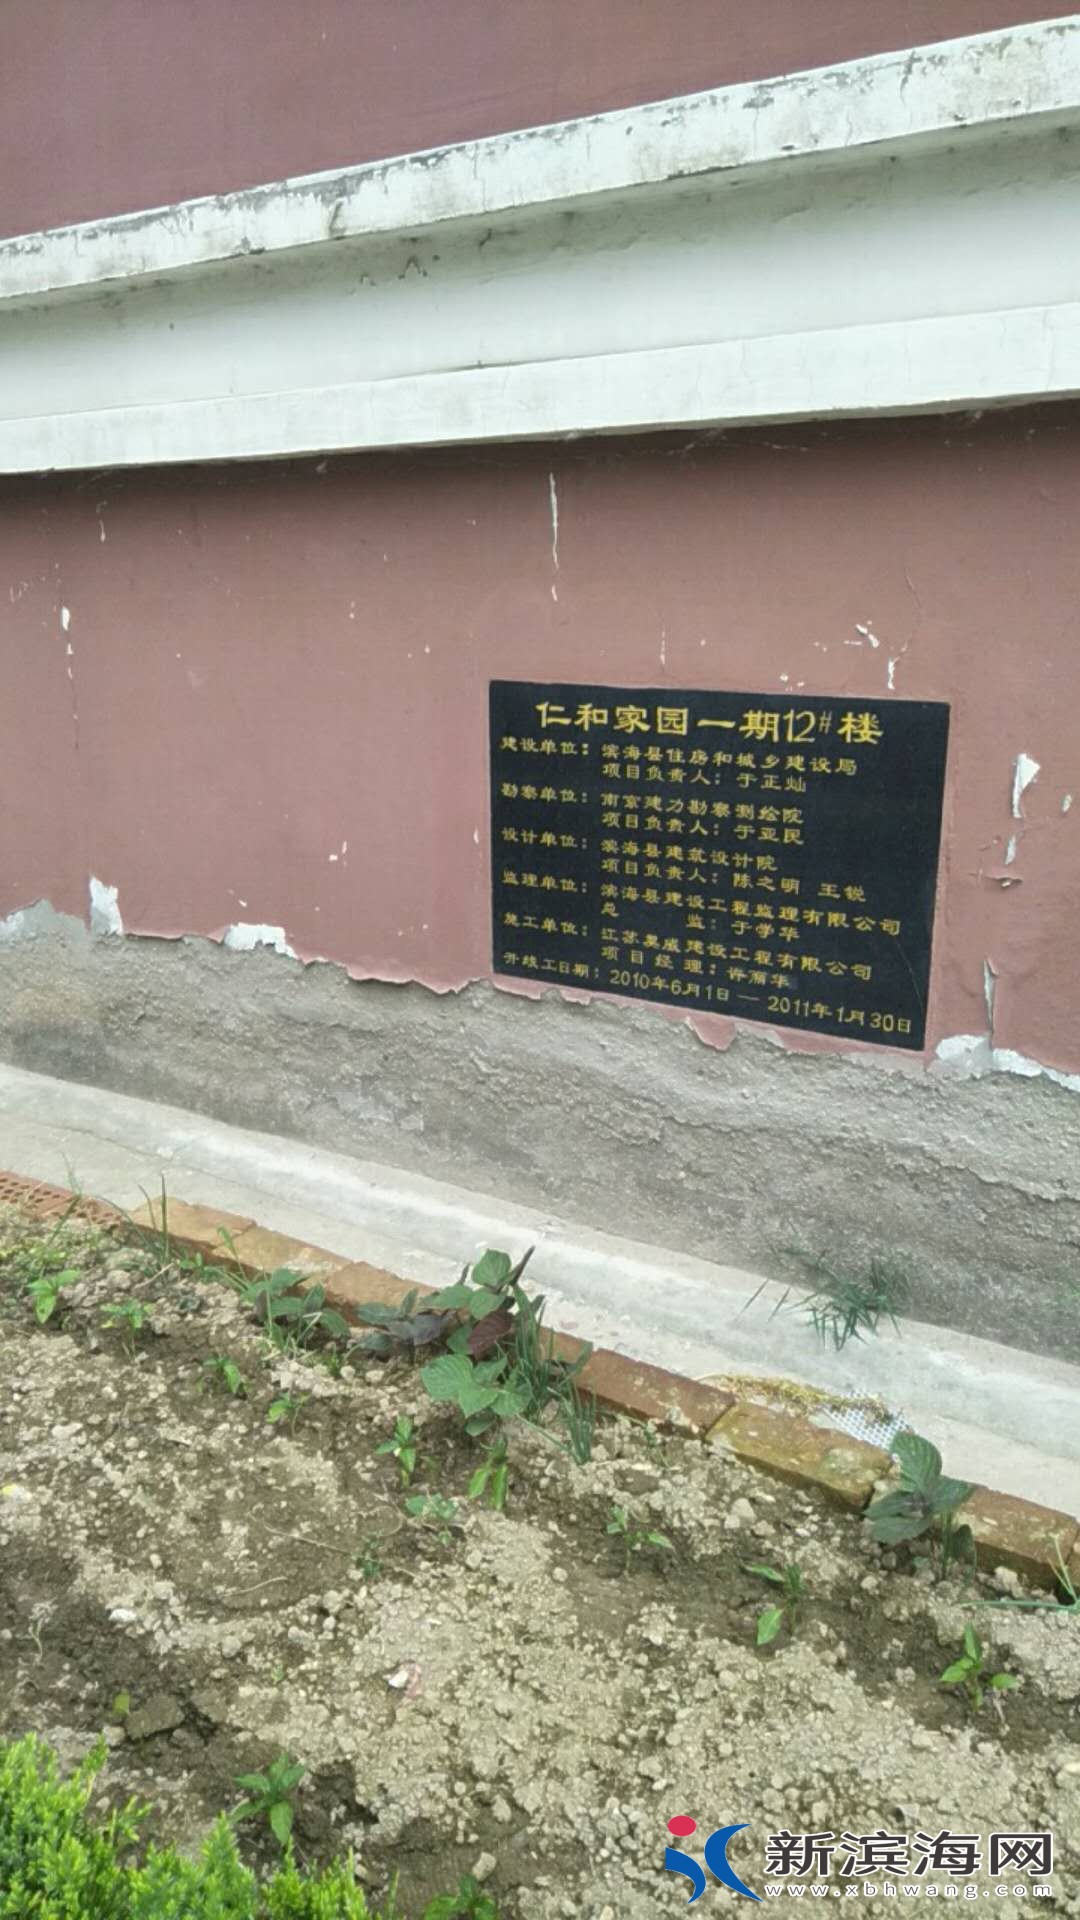 仁和家园一期12#楼
建设单位：滨海县住房和城乡建设局
项目负责人：于正灿
勘察单位：南京建力勘察测绘院
项目负责人：于亚民
设计单位：滨海县建筑设计院
项目负责人：陈之明 王锐
监理单位：滨海县建设工程监理有限公司
总 监：于学华
施工单位：江苏昊威建设工程有限公司
项目经理：许丽华
开竣工日期：2010年6月1日—2011年1月30日
新滨海网
www.xbhwang.com